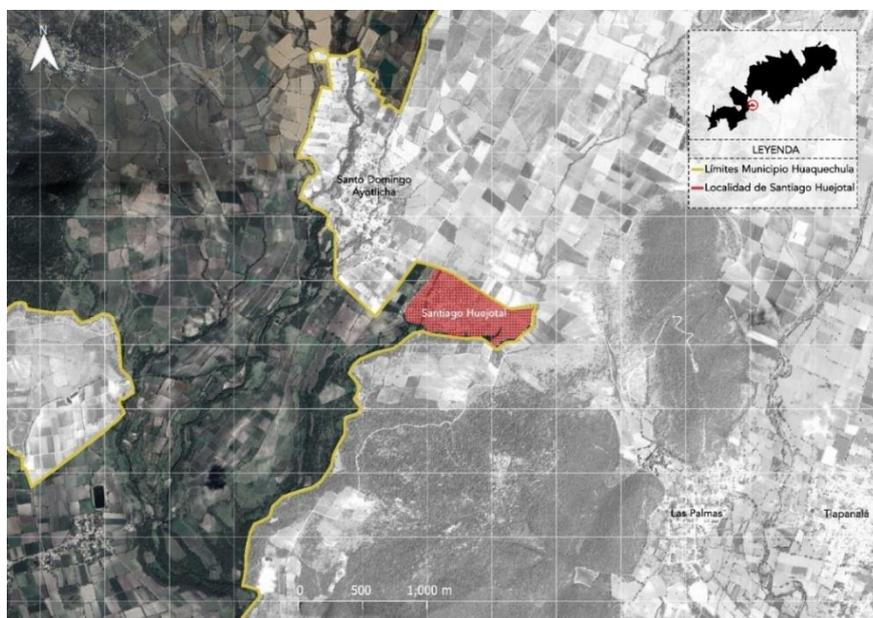 N
LEYENDA
Límites Municipio Huaquechula
Localidad de Santiago Huejotal
Santo Domingo
Ayotlicha
Santiago Huejotal
Las Palmas
Tlapanalá
0 500 1,000 m